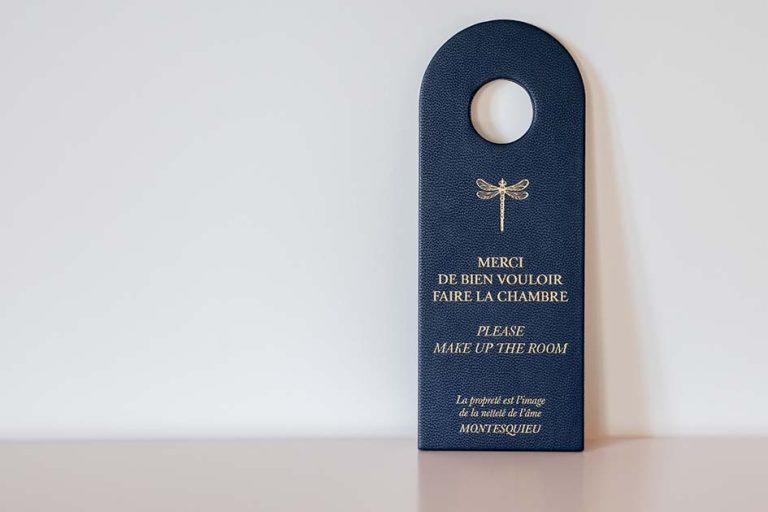 MERCI
DE BIEN VOULOIR
FAIRE LA CHAMBRE
PLEASE
MAKE UP THE ROOM
La propreté est l'image
de la netteté de l'âme
MONTESQUIEU